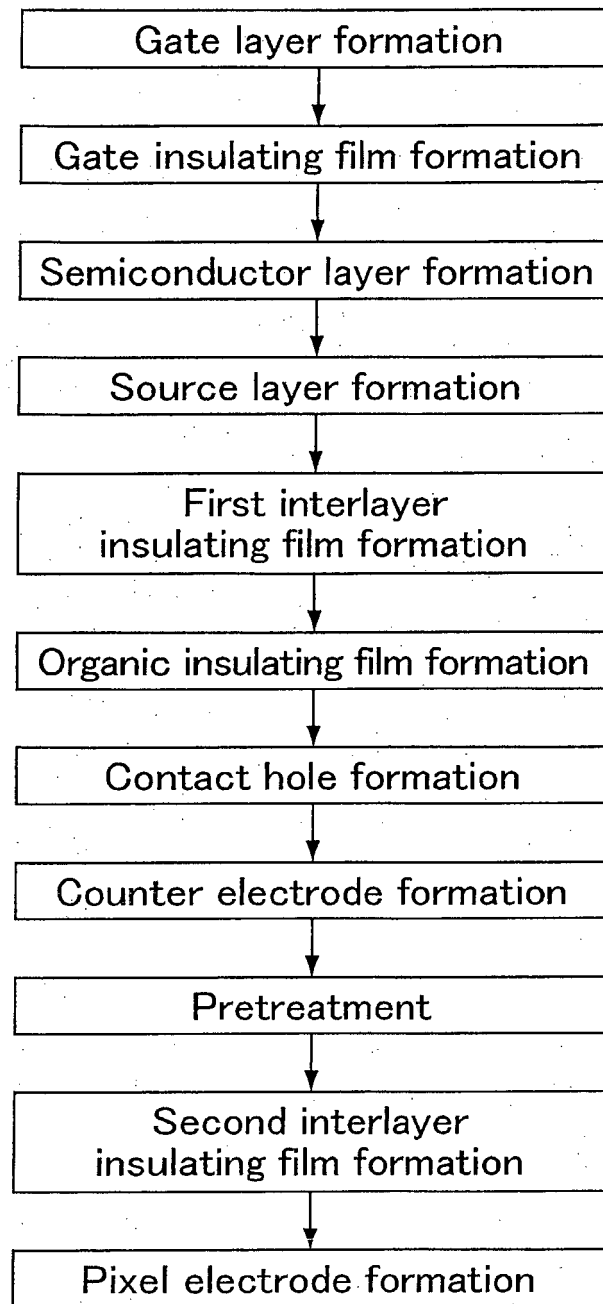 Gate layer formation
Gate insulating film formation
Semiconductor layer formation
Source layer formation
First interlayer
insulating film formation
Organic insulating film formation
Contact hole formation
Counter electrode formation
Pretreatment
Second interlayer
insulating film formation
Pixel electrode formation